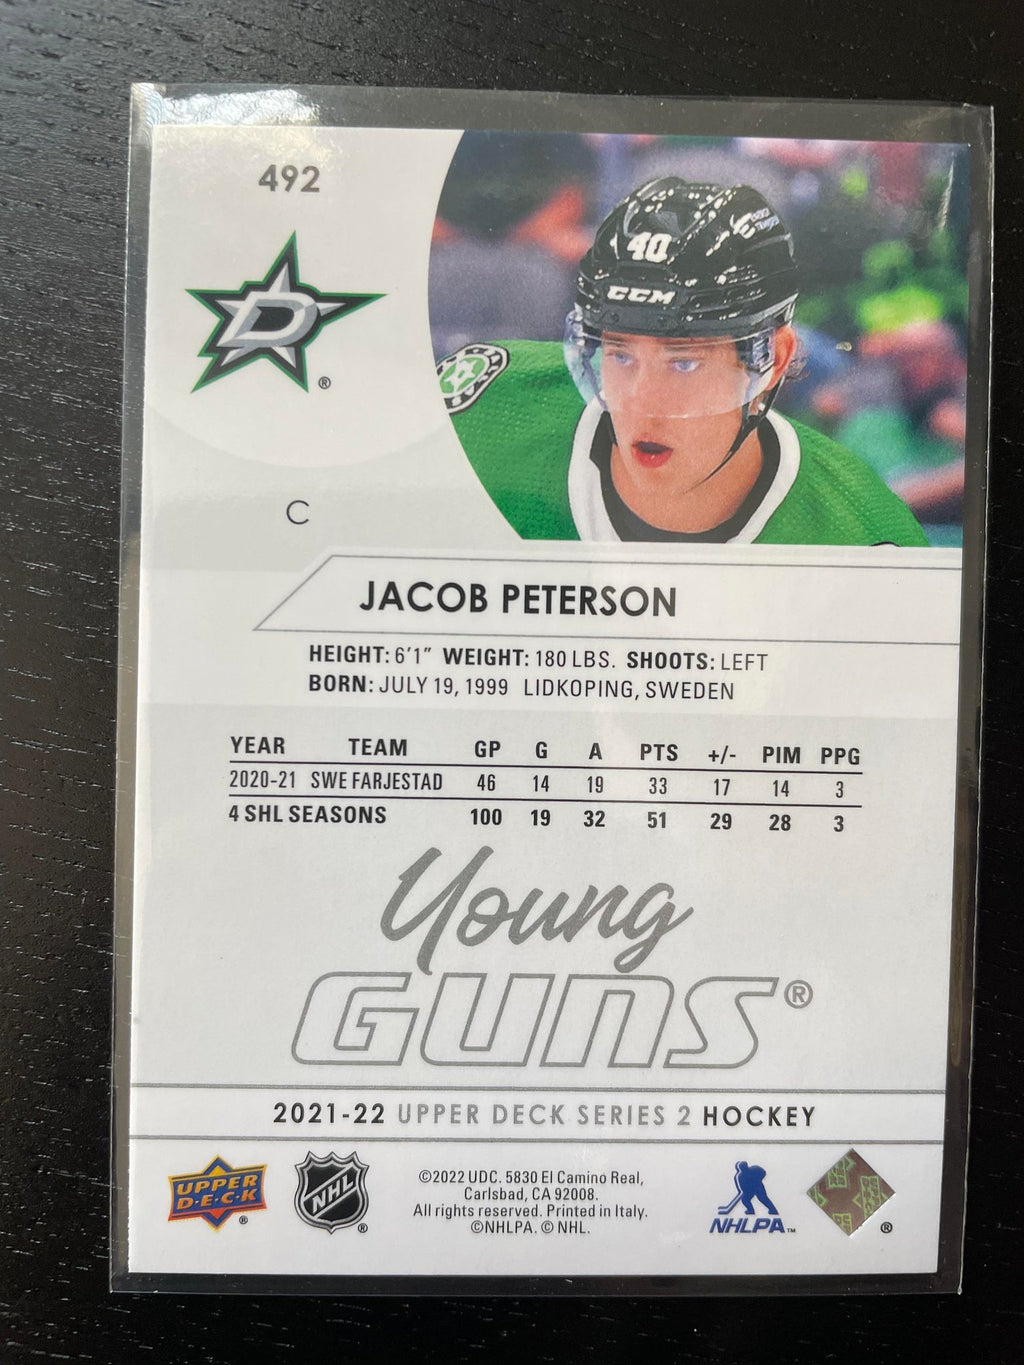 492
D
®
40
CCM
C
JACOB PETERSON
HEIGHT: 6'1" WEIGHT: 180 LBS. SHOOTS: LEFT
BORN: JULY 19, 1999 LIDKOPING, SWEDEN
YEAR TEAM GP G A PTS +/- PIM PPG
2020-21 SWE FARJESTAD 46 14 19 33 17 14 3
4 SHL SEASONS 100 19 32 51 29 28 3
Young
GUNS®
2021-22 UPPER DECK SERIES 2 HOCKEY
UPPER
D·E·C·K
®
NHL
®
©2022 UDC. 5830 El Camino Real,
Carlsbad, CA 92008.
All rights reserved. Printed in Italy.
©NHLPA. © NHL.
NHLPA™
®